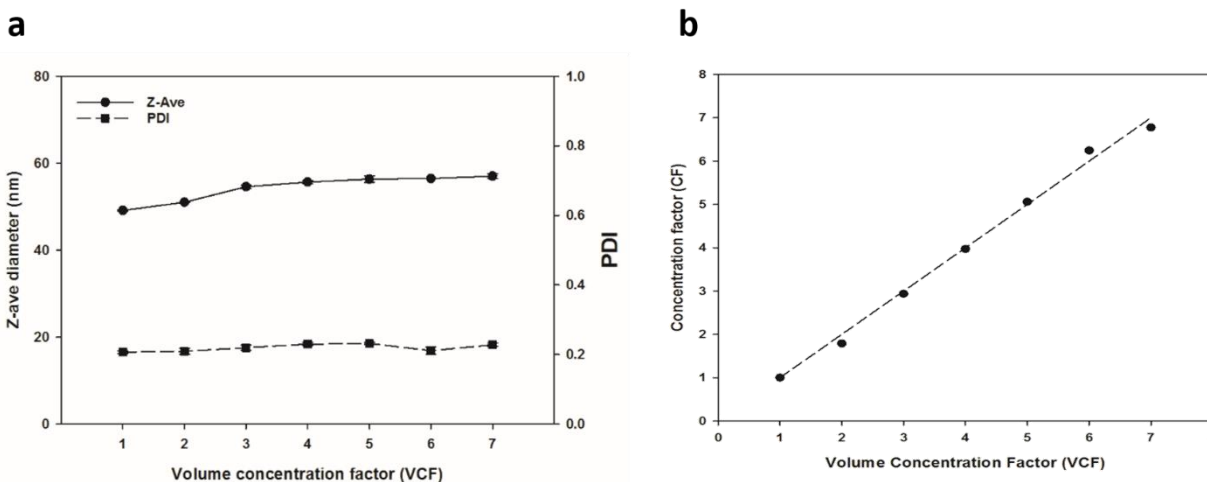 a
b
80
60
40
20
0
Z-ave diameter (nm)
Z-Ave
PDI
1.0
0.8
0.6
0.4
0.2
0.0
PDI
1 2 3 4 5 6 7
Volume concentration factor (VCF)
8
7
6
5
4
3
2
1
0
Concentration factor (CF)
0 1 2 3 4 5 6 7
Volume Concentration Factor (VCF)